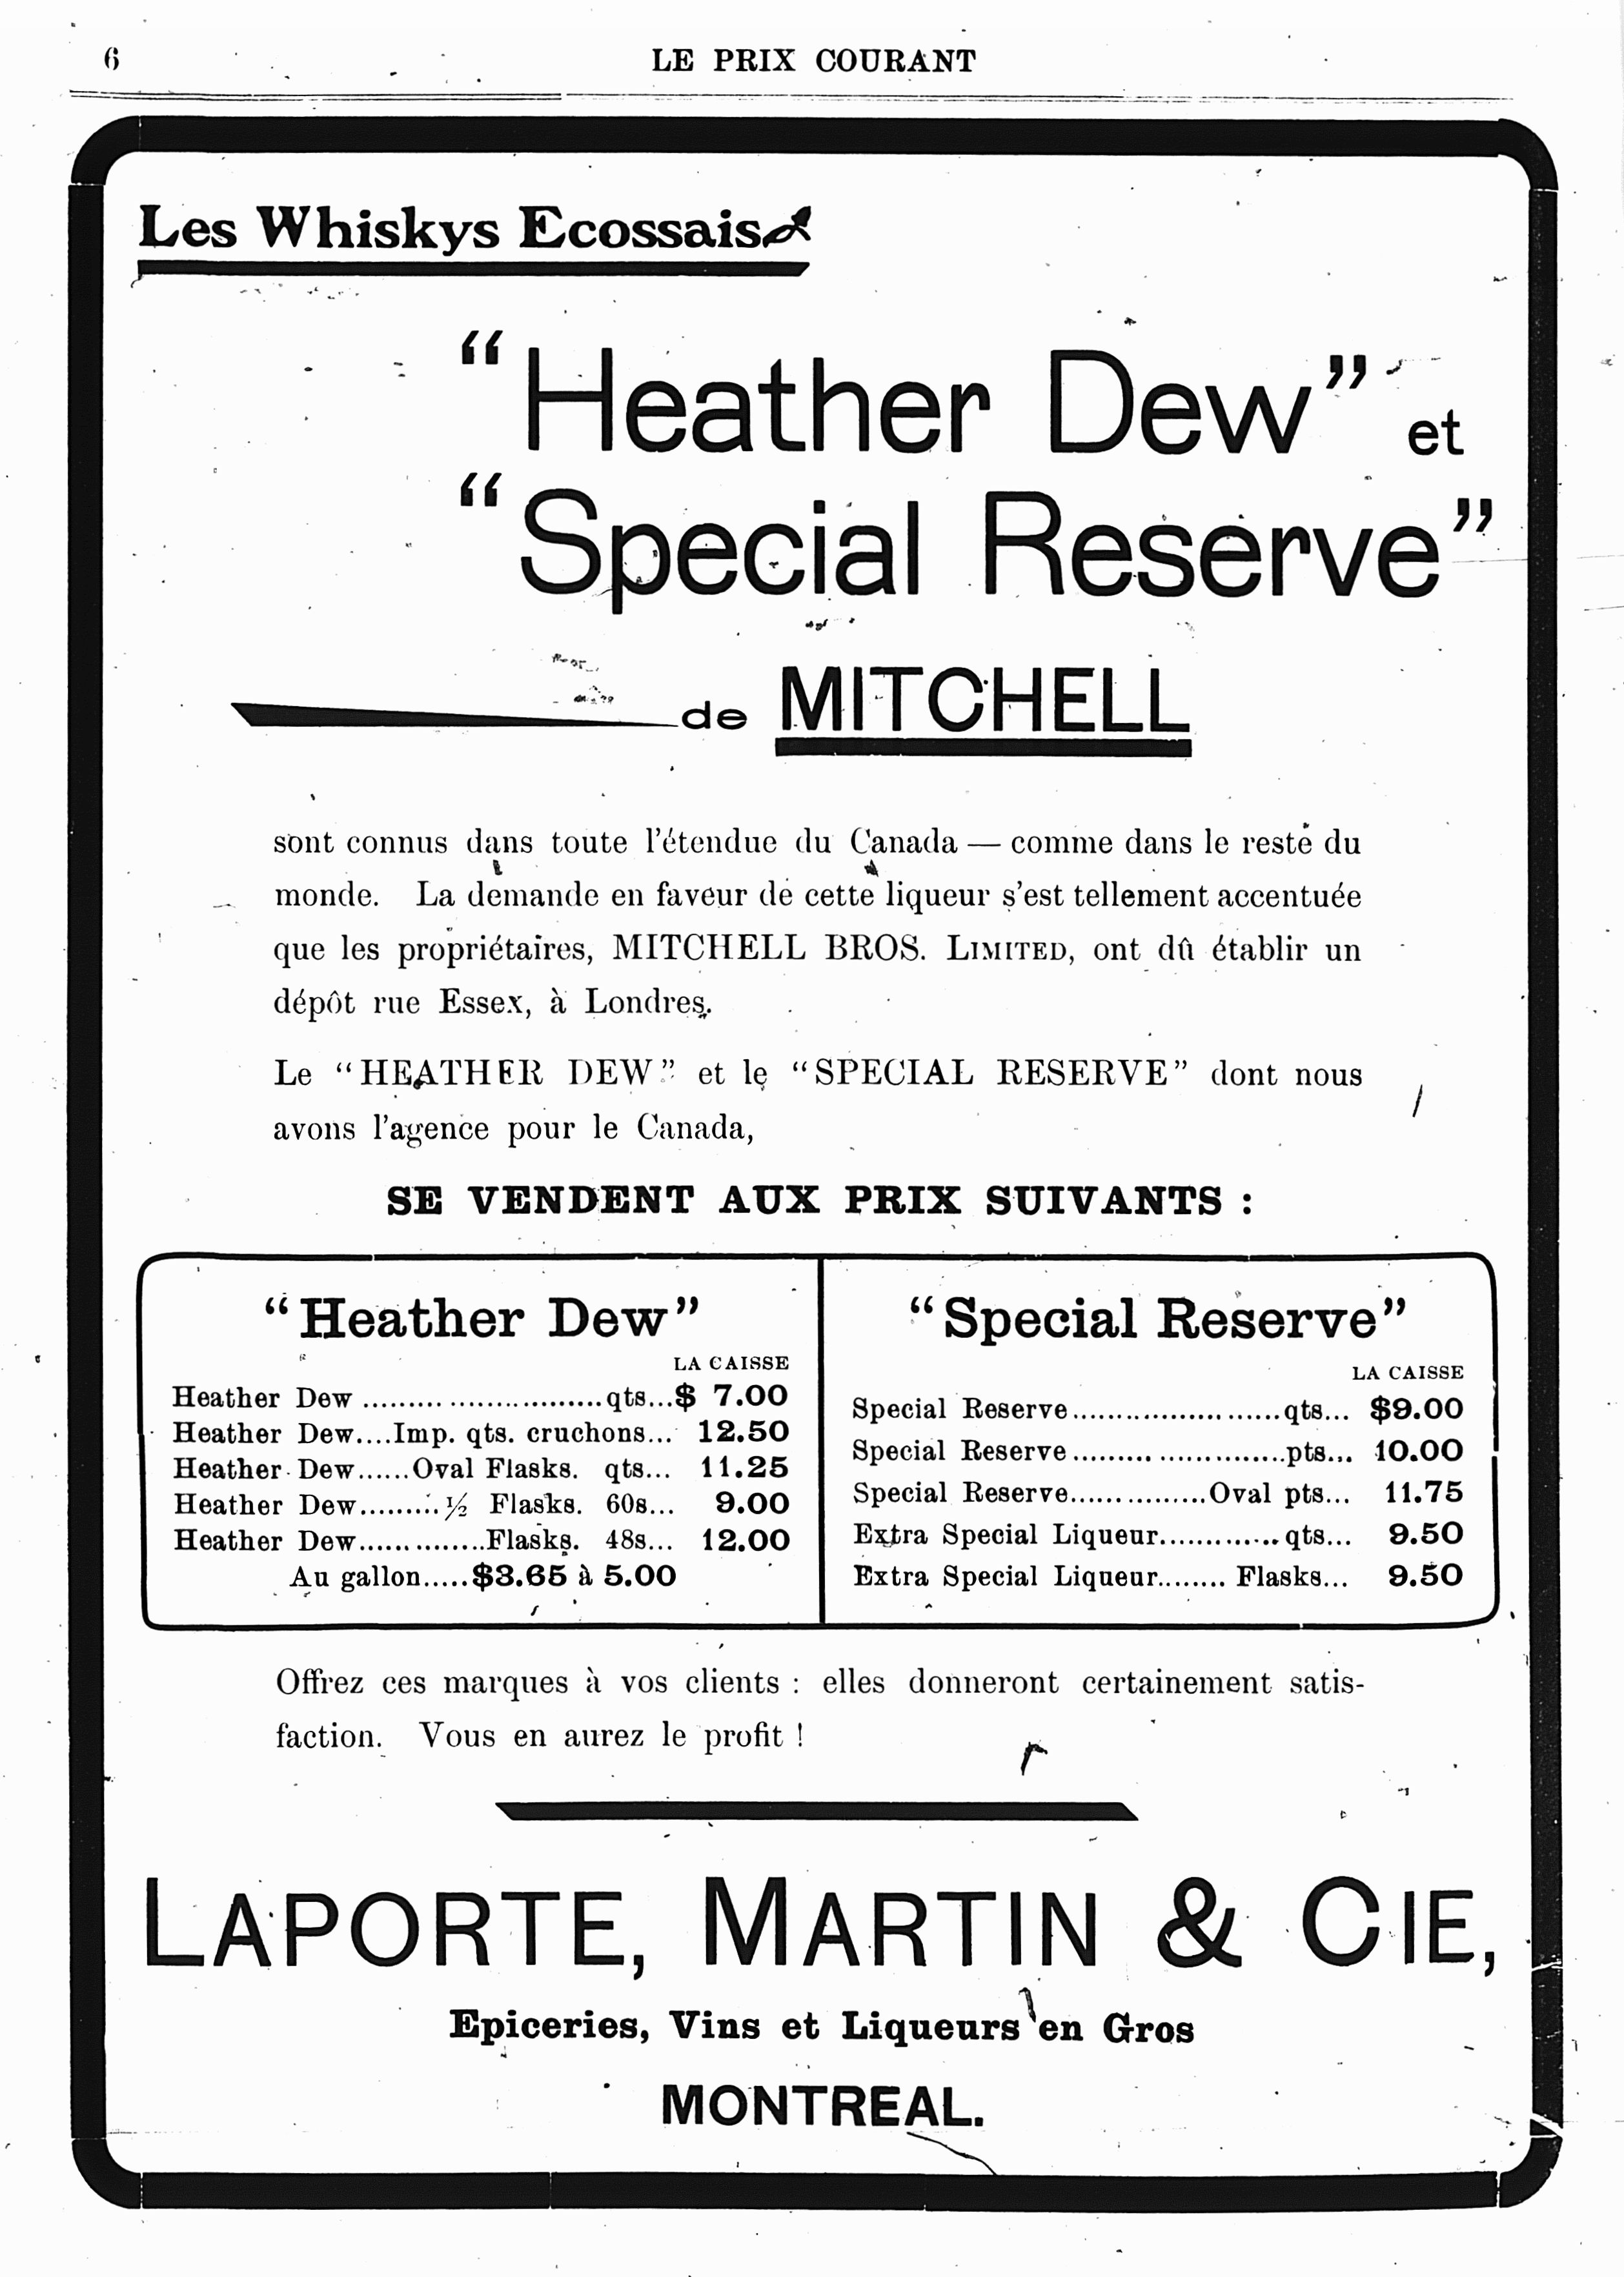 6
LE PRIX COURANT
Les Whiskys Ecossais
“Heather Dew” et
“Special Reserve”
de MITCHELL
sont connus dans toute l'étendue du Canada — comme dans le reste du
monde. La demande en faveur de cette liqueur s'est tellement accentuée
que les propriétaires, MITCHELL BROS. LIMITED, ont dû établir un
dépôt rue Essex, à Londres.
Le “HEATHER DEW” et le “SPECIAL RESERVE” dont nous
avons l'agence pour le Canada,
SE VENDENT AUX PRIX SUIVANTS :
“Heather Dew”
LA CAISSE
Heather Dew ...........................qts...$ 7.00
Heather Dew....Imp. qts. cruchons... 12.50
Heather Dew......Oval Flasks. qts... 11.25
Heather Dew.........½ Flasks. 60s... 9.00
Heather Dew..............Flasks. 48s... 12.00
Au gallon.....$3.65 à 5.00
“Special Reserve”
LA CAISSE
Special Reserve........................qts... $9.00
Special Reserve........................pts... 10.00
Special Reserve...............Oval pts... 11.75
Extra Special Liqueur.............qts... 9.50
Extra Special Liqueur........ Flasks... 9.50
Offrez ces marques à vos clients : elles donneront certainement satis-
faction. Vous en aurez le profit !
LAPORTE, MARTIN & CIE,
Epiceries, Vins et Liqueurs en Gros
MONTREAL.